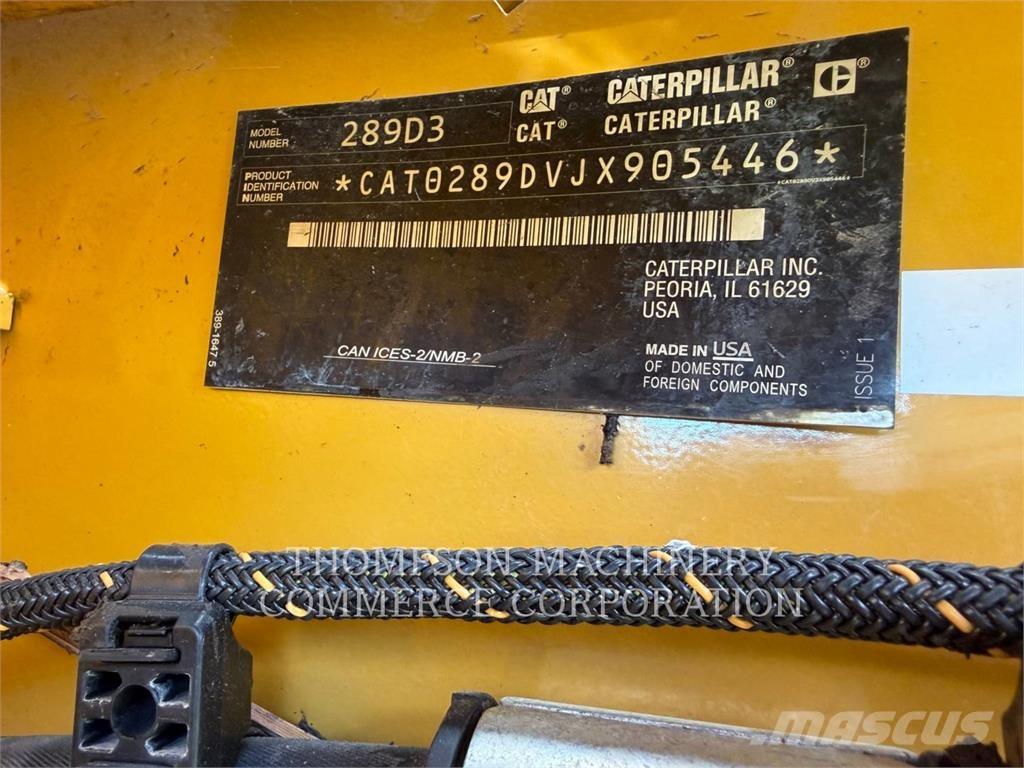 MODEL NUMBER 289D3
CAT® CATERPILLAR® C®
CAT® CATERPILLAR®
PRODUCT IDENTIFICATION NUMBER *CAT0289DVJX905446*
*CAT0289DVJX905446*
CATERPILLAR INC.
PEORIA, IL 61629
USA
389-1647 5
CAN ICES-2/NMB-2
MADE IN USA
OF DOMESTIC AND
FOREIGN COMPONENTS
ISSUE 1
THOMPSON MACHINERY
COMMERCE CORPORATION
MASCUS